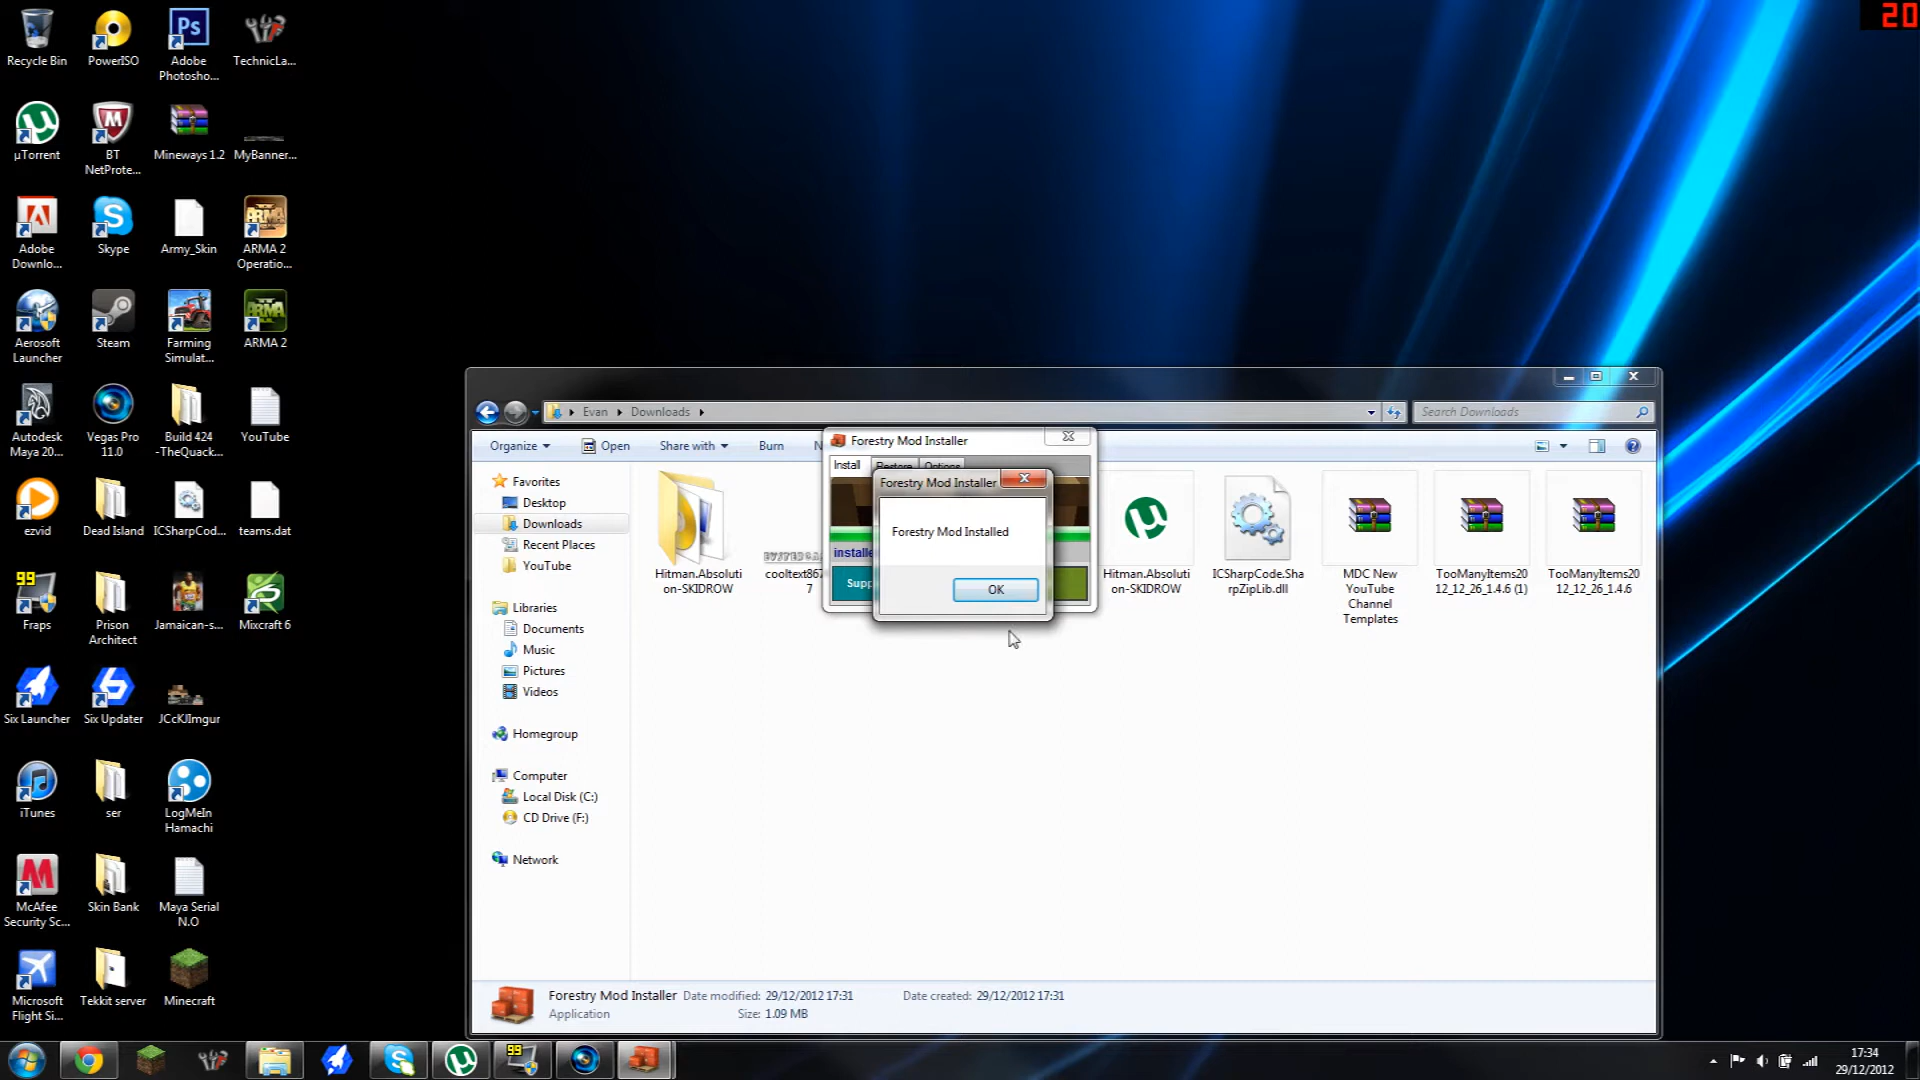 20
Recycle Bin
PowerISO
Adobe
Photosho...
TechnicLa...
µTorrent
BT
NetProte...
Mineways 1.2
MyBanner...
Adobe
Downlo...
Skype
Army_Skin
ARMA 2
Operatio...
Aerosoft
Launcher
Steam
Farming
Simulat...
ARMA 2
Autodesk
Maya 20...
Vegas Pro
11.0
Build 424
-TheQuack...
YouTube
ezvid
Dead Island
ICSharpCod...
teams.dat
99
Fraps
Prison
Architect
Jamaican-s...
Mixcraft 6
Six Launcher
Six Updater
JCcKJImgur
iTunes
ser
LogMeIn
Hamachi
McAfee
Security Sc...
Skin Bank
Maya Serial
N.O
Microsoft
Flight Si...
Tekkit server
Minecraft
Evan
Downloads
Search Downloads
Organize
Open
Share with
Burn
N
Favorites
Desktop
Downloads
Recent Places
YouTube
Libraries
Documents
Music
Pictures
Videos
Homegroup
Computer
Local Disk (C:)
CD Drive (F:)
Network
Hitman.Absoluti
on-SKIDROW
cooltext867
7
Forestry Mod Installer
Install
Restore
Options
installe
Supp
Forestry Mod Installer
Forestry Mod Installed
OK
Hitman.Absoluti
on-SKIDROW
ICSharpCode.Sha
rpZipLib.dll
MDC New
YouTube
Channel
Templates
TooManyItems20
12_12_26_1.4.6 (1)
TooManyItems20
12_12_26_1.4.6
Forestry Mod Installer
Date modified: 29/12/2012 17:31
Date created: 29/12/2012 17:31
Application
Size: 1.09 MB
99
17:34
29/12/2012